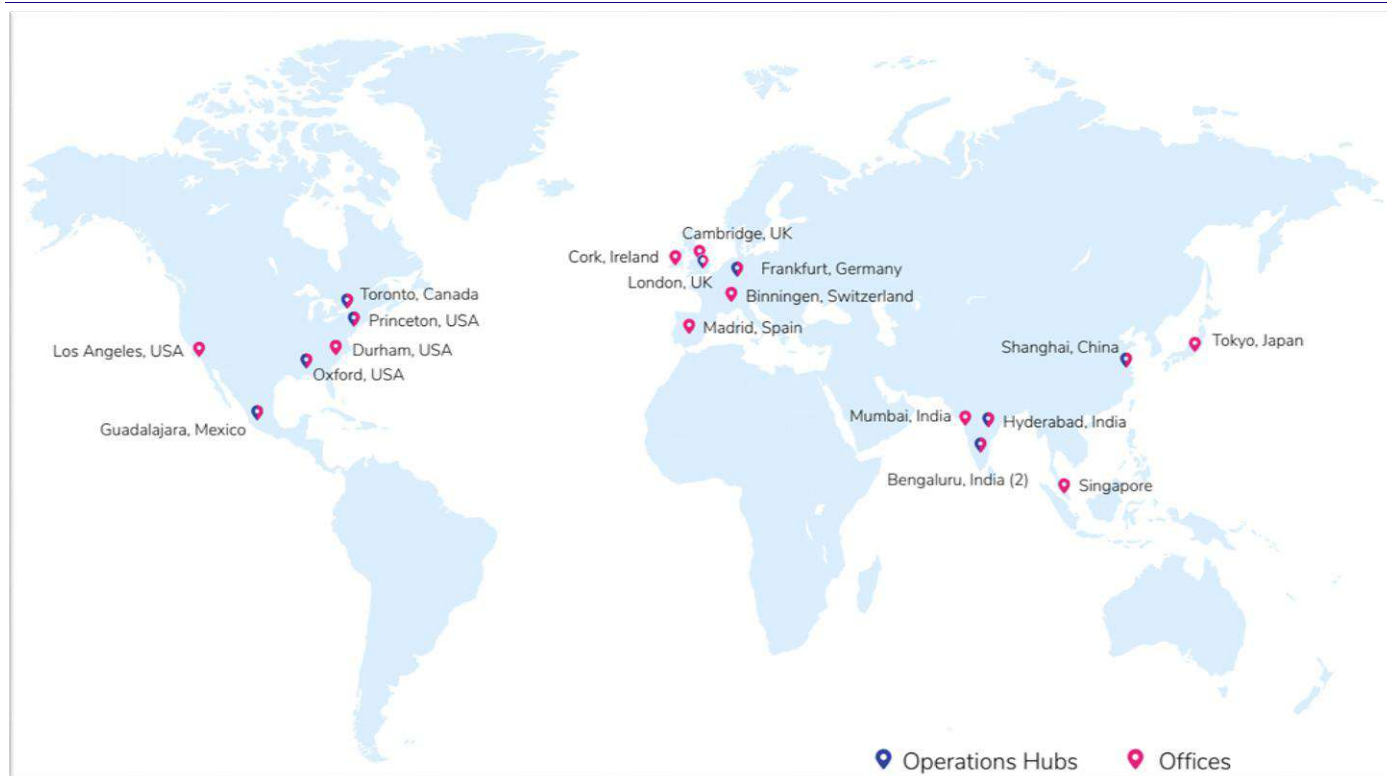 Cambridge, UK
Cork, Ireland
Frankfurt, Germany
London, UK
Toronto, Canada
Binningen, Switzerland
Princeton, USA
Madrid, Spain
Los Angeles, USA
Durham, USA
Shanghai, China
Tokyo, Japan
Oxford, USA
Mumbai, India
Hyderabad, India
Guadalajara, Mexico
Bengaluru, India (2)
Singapore
Operations Hubs
Offices